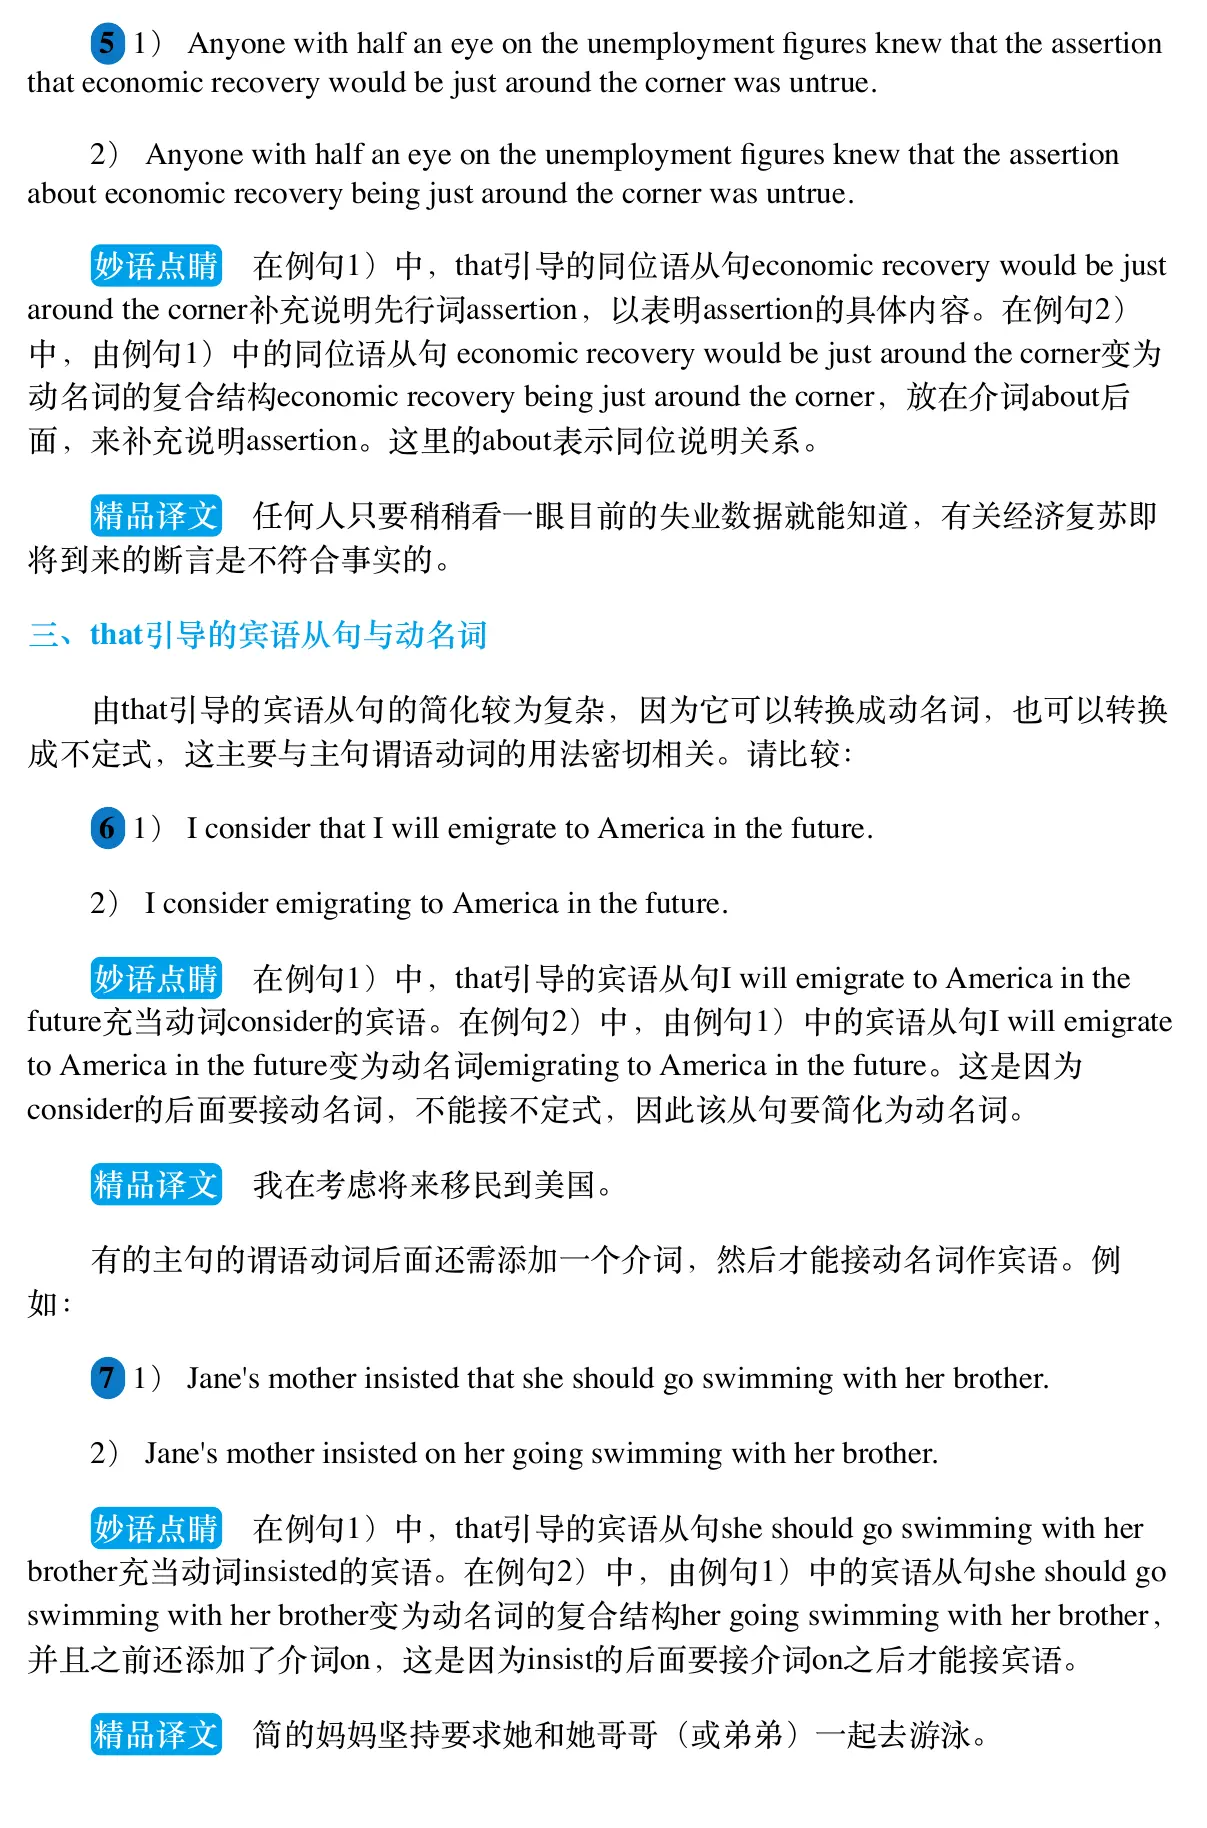 5 1） Anyone with half an eye on the unemployment figures knew that the assertion
that economic recovery would be just around the corner was untrue.
2） Anyone with half an eye on the unemployment figures knew that the assertion
about economic recovery being just around the corner was untrue.
妙语点睛 在例句1）中，that引导的同位语从句economic recovery would be just
around the corner补充说明先行词assertion，以表明assertion的具体内容。在例句2）
中，由例句1）中的同位语从句 economic recovery would be just around the corner变为
动名词的复合结构economic recovery being just around the corner，放在介词about后
面，来补充说明assertion。这里的about表示同位说明关系。
精品译文 任何人只要稍稍看一眼目前的失业数据就能知道，有关经济复苏即
将到来的断言是不符合事实的。
三、that引导的宾语从句与动名词
由that引导的宾语从句的简化较为复杂，因为它可以转换成动名词，也可以转换
成不定式，这主要与主句谓语动词的用法密切相关。请比较：
6 1） I consider that I will emigrate to America in the future.
2） I consider emigrating to America in the future.
妙语点睛 在例句1）中，that引导的宾语从句I will emigrate to America in the
future充当动词consider的宾语。在例句2）中，由例句1）中的宾语从句I will emigrate
to America in the future变为动名词emigrating to America in the future。这是因为
consider的后面要接动名词，不能接不定式，因此该从句要简化为动名词。
精品译文 我在考虑将来移民到美国。
有的主句的谓语动词后面还需添加一个介词，然后才能接动名词作宾语。例
如：
7 1） Jane's mother insisted that she should go swimming with her brother.
2） Jane's mother insisted on her going swimming with her brother.
妙语点睛 在例句1）中，that引导的宾语从句she should go swimming with her
brother充当动词insisted的宾语。在例句2）中，由例句1）中的宾语从句she should go
swimming with her brother变为动名词的复合结构her going swimming with her brother，
并且之前还添加了介词on，这是因为insist的后面要接介词on之后才能接宾语。
精品译文 简的妈妈坚持要求她和她哥哥（或弟弟）一起去游泳。